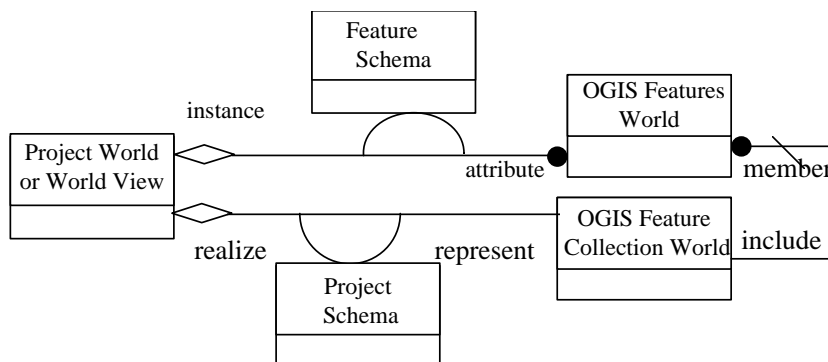 Feature
Schema
instance
OGIS Features
World
Project World
or World View
attribute
member
realize
represent
OGIS Feature
Collection World
include
Project
Schema